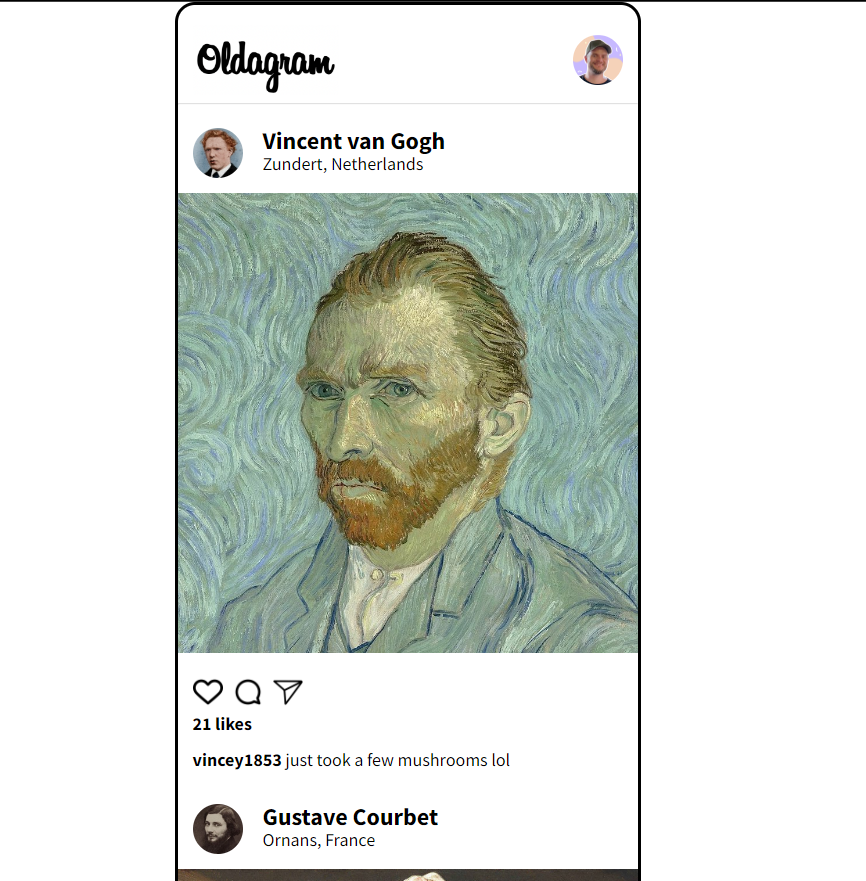 Oldagram
Vincent van Gogh
Zundert, Netherlands
21 likes
vincey1853 just took a few mushrooms lol
Gustave Courbet
Ornans, France